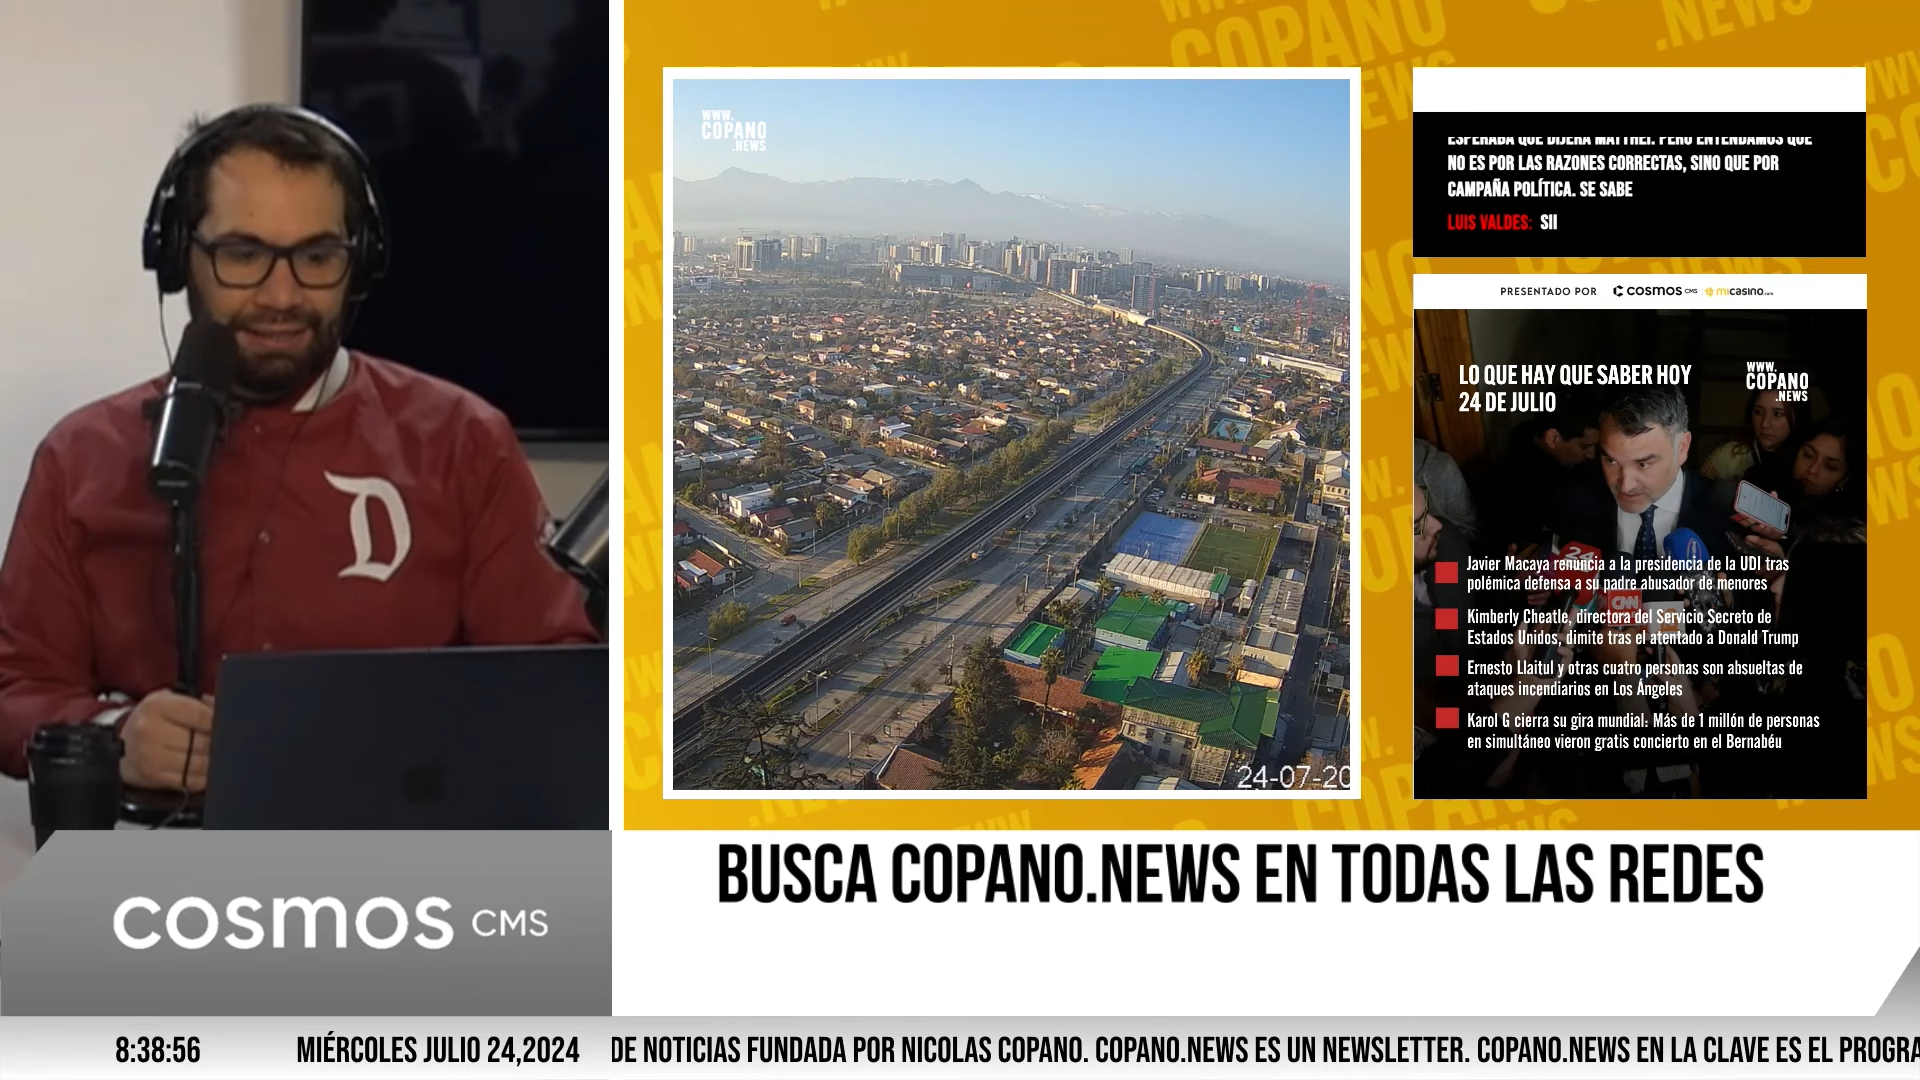 WWW.
COPANO
.NEWS
24-07-20
ESPERABA QUE DIJERA MATTHEI. PERO ENTENDAMOS QUE
NO ES POR LAS RAZONES CORRECTAS, SINO QUE POR
CAMPAÑA POLÍTICA. SE SABE
LUIS VALDES: SII
PRESENTADO POR COSMOS CMS micasino.com
LO QUE HAY QUE SABER HOY
24 DE JULIO
WWW.
COPANO
.NEWS
Javier Macaya renuncia a la presidencia de la UDI tras
polémica defensa a su padre abusador de menores
Kimberly Cheatle, directora del Servicio Secreto de
Estados Unidos, dimite tras el atentado a Donald Trump
Ernesto Llaitul y otras cuatro personas son absueltas de
ataques incendiarios en Los Ángeles
Karol G cierra su gira mundial: Más de 1 millón de personas
en simultáneo vieron gratis concierto en el Bernabéu
24
CNN
D
BUSCA COPANO.NEWS EN TODAS LAS REDES
cosmos CMS
8:38:56 MIÉRCOLES JULIO 24,2024 DE NOTICIAS FUNDADA POR NICOLAS COPANO. COPANO.NEWS ES UN NEWSLETTER. COPANO.NEWS EN LA CLAVE ES EL PROGRA